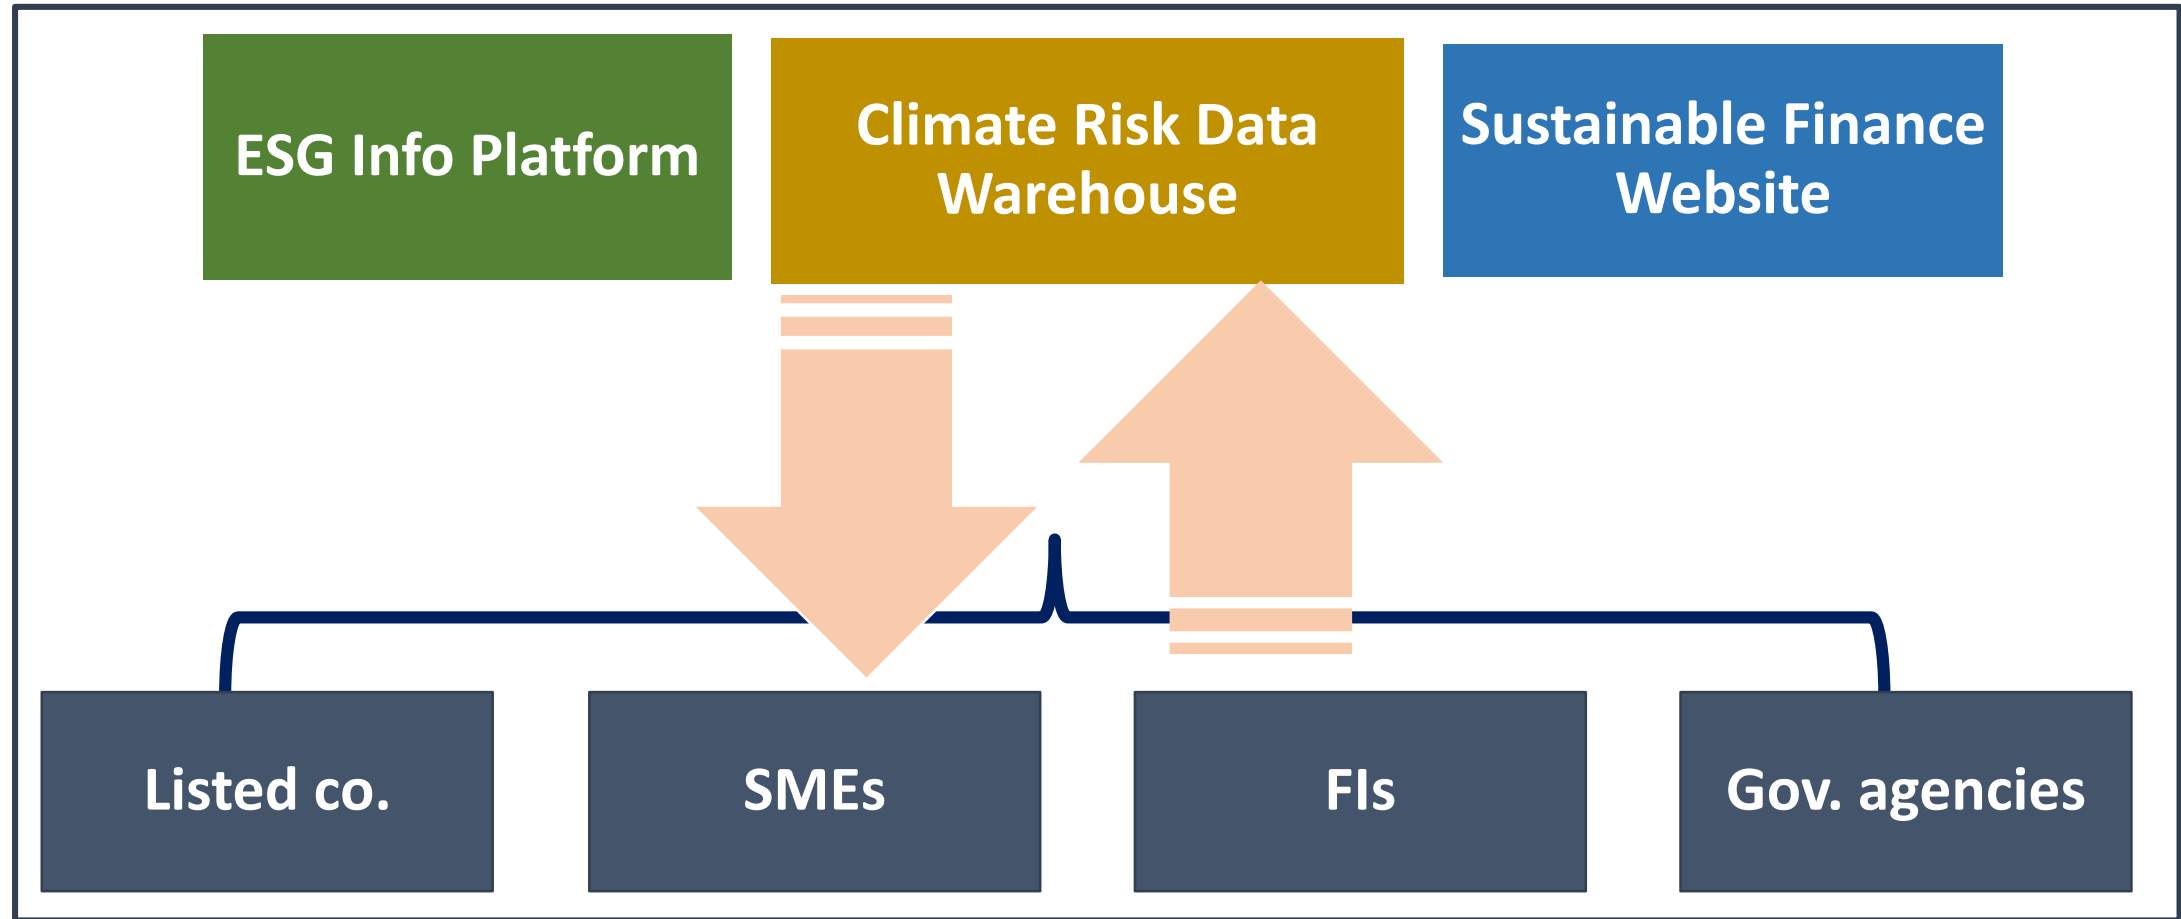 ESG Info Platform
Climate Risk Data
Warehouse
Sustainable Finance
Website
Listed co.
SMEs
FIs
Gov. agencies